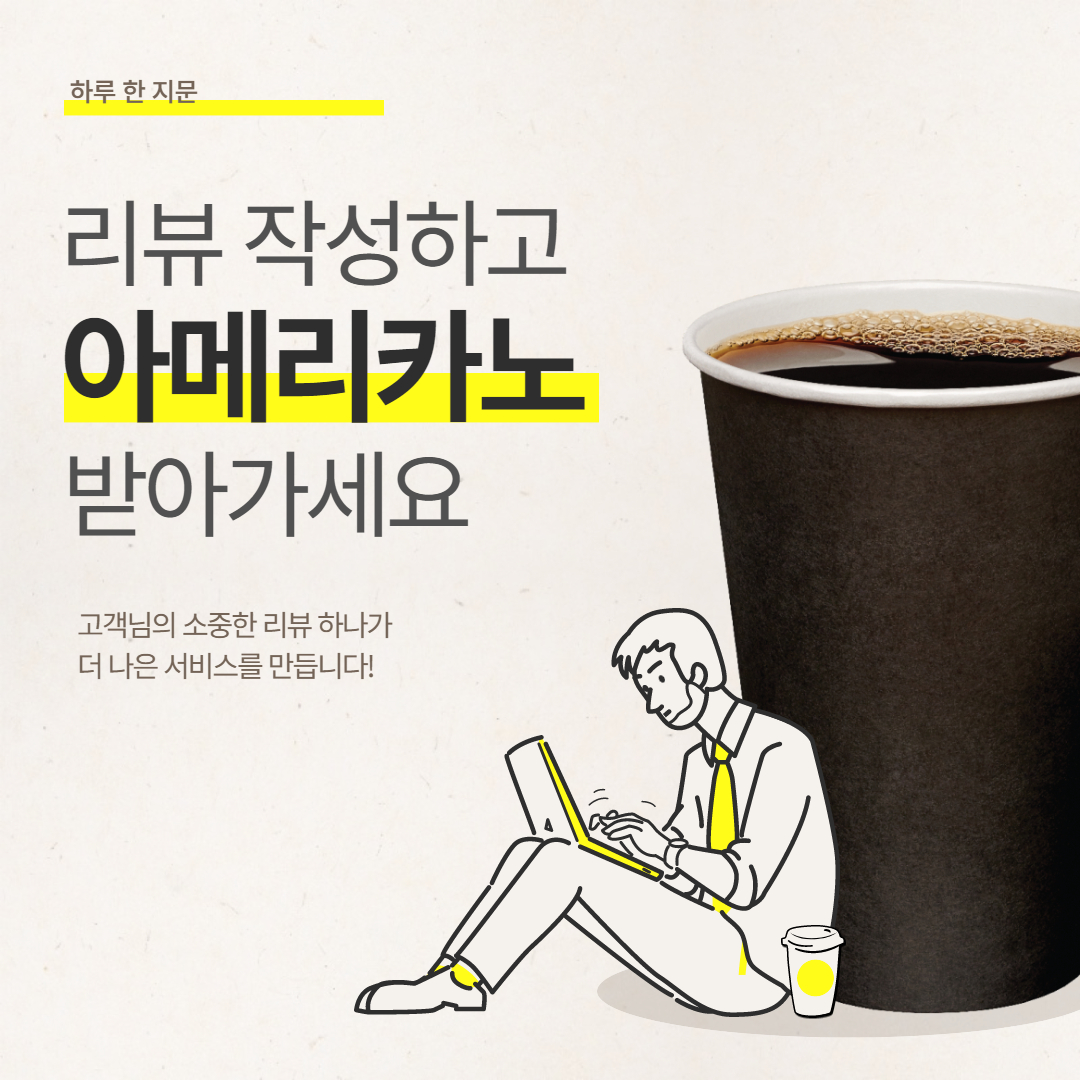 하루 한 지문
리뷰 작성하고
아메리카노
받아가세요
고객님의 소중한 리뷰 하나가
더 나은 서비스를 만듭니다!